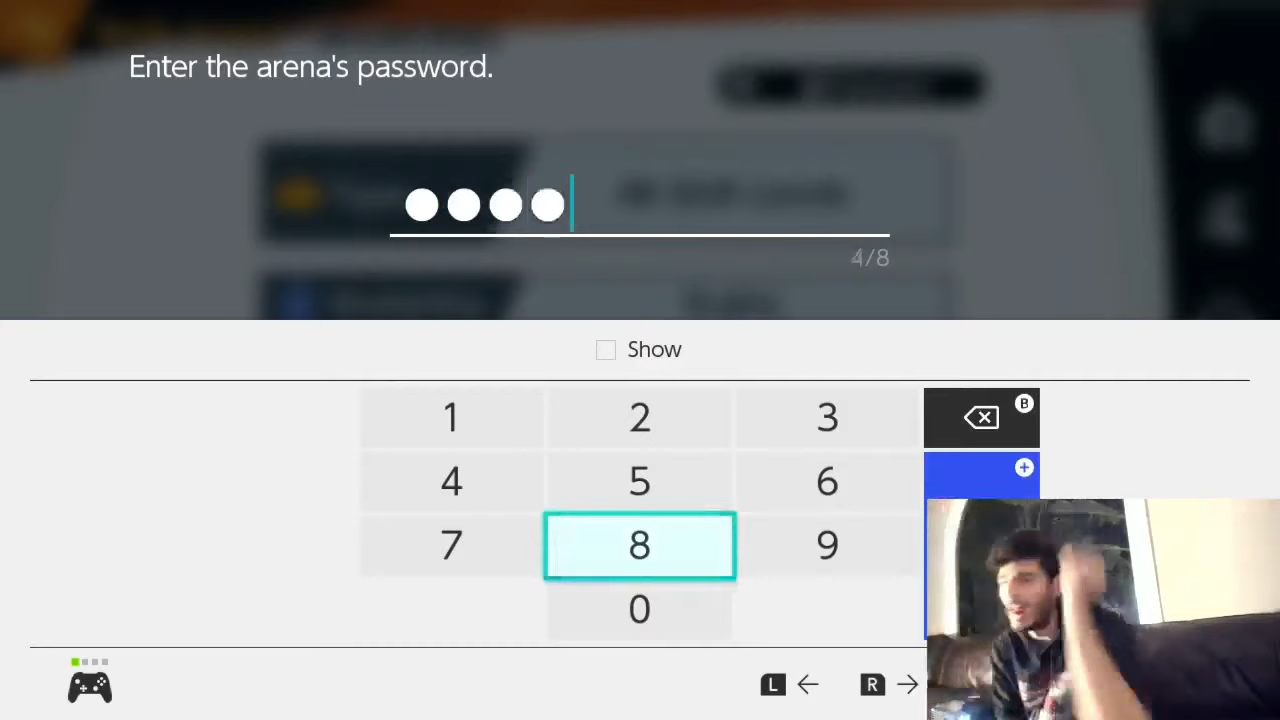 Enter the arena's password.
4/8
Show
1 2 3
B
4 5 6
+
7 8 9
0
L ← R →